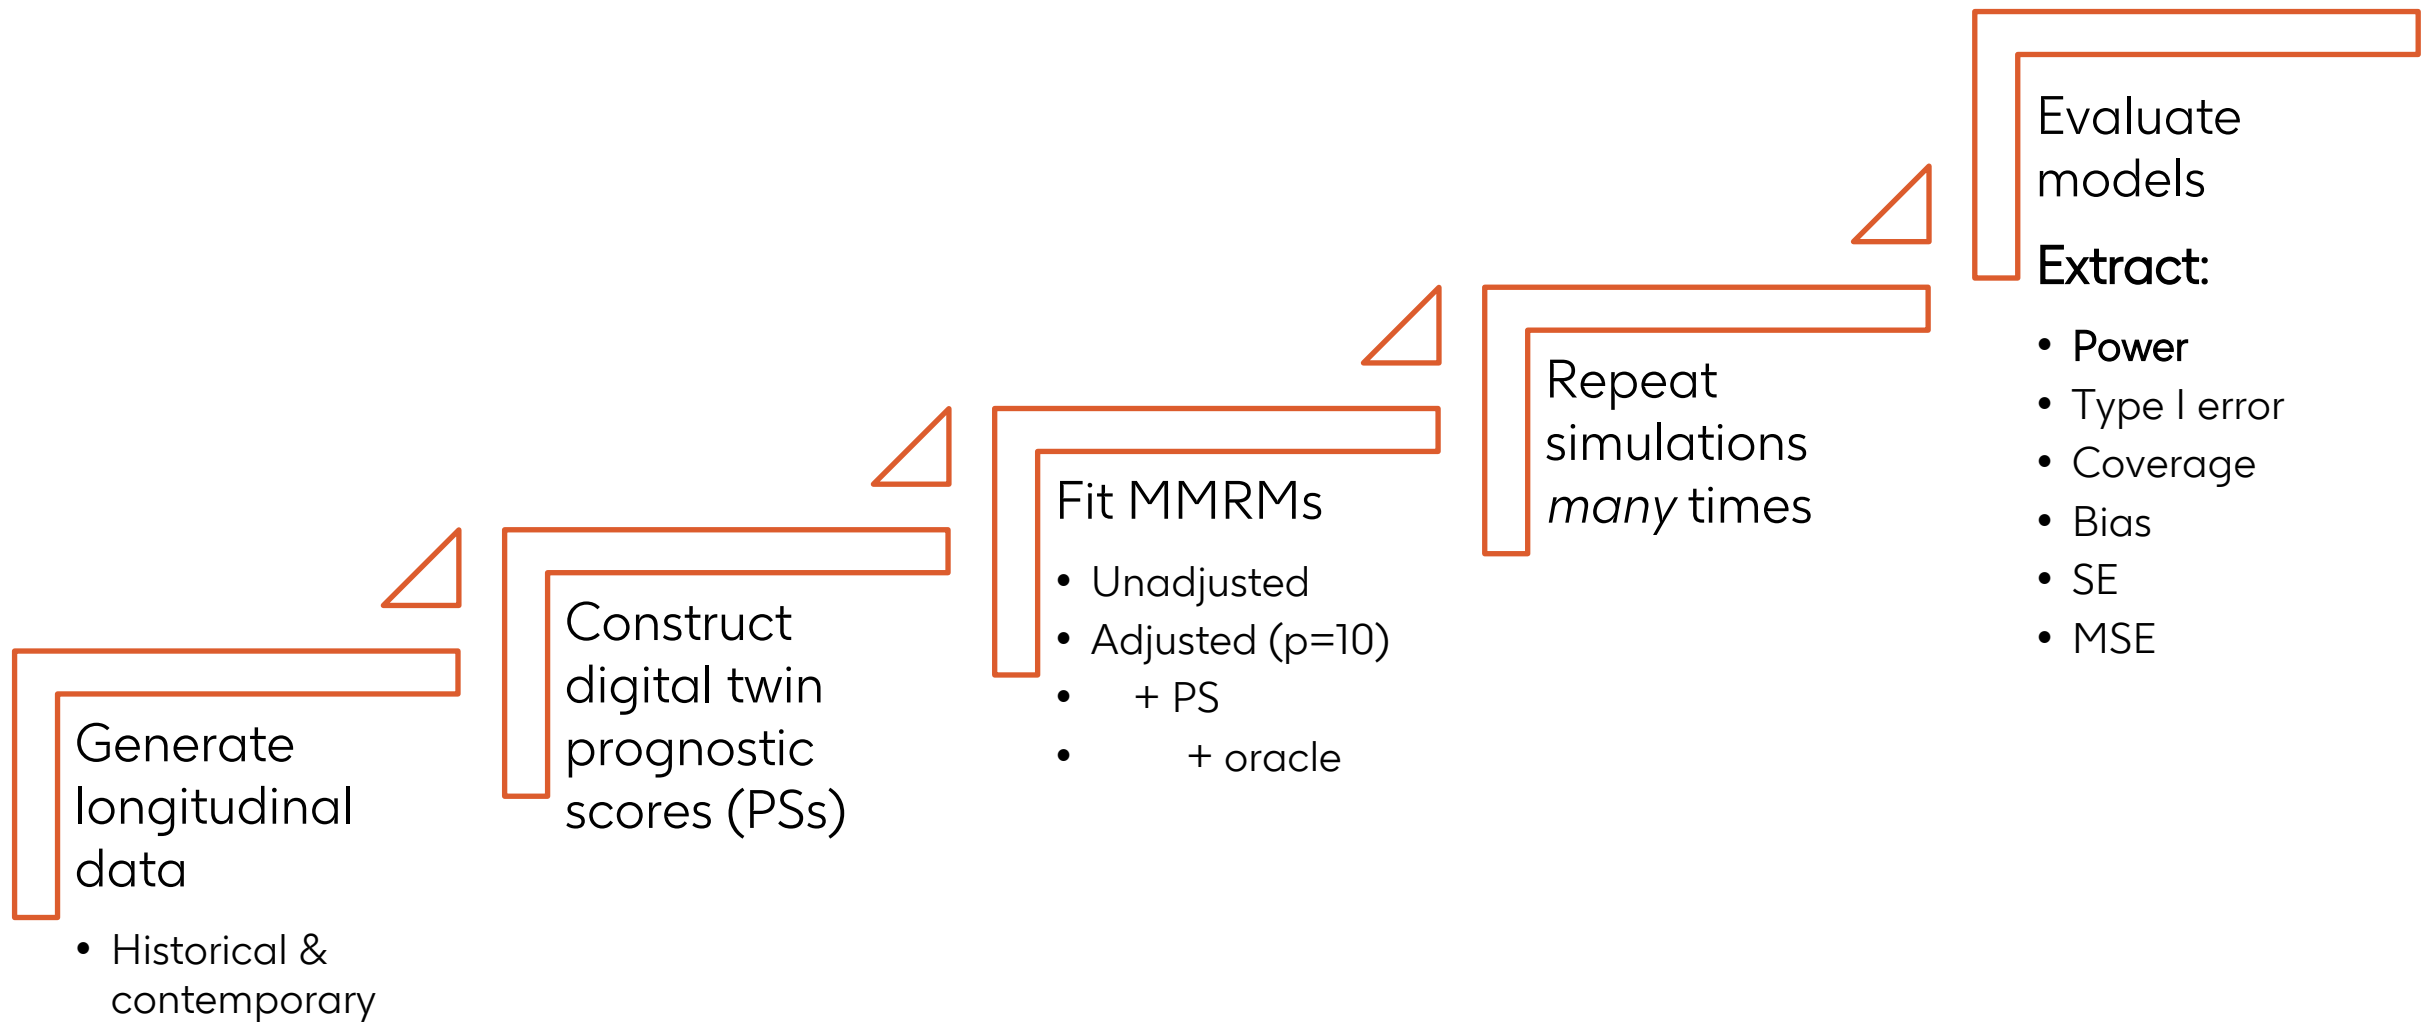 Generate
longitudinal
data
• Historical &
contemporary
Construct
digital twin
prognostic
scores (PSs)
Fit MMRMs
• Unadjusted
• Adjusted (p=10)
• + PS
• + oracle
Repeat
simulations
many times
Evaluate
models
Extract:
• Power
• Type I error
• Coverage
• Bias
• SE
• MSE